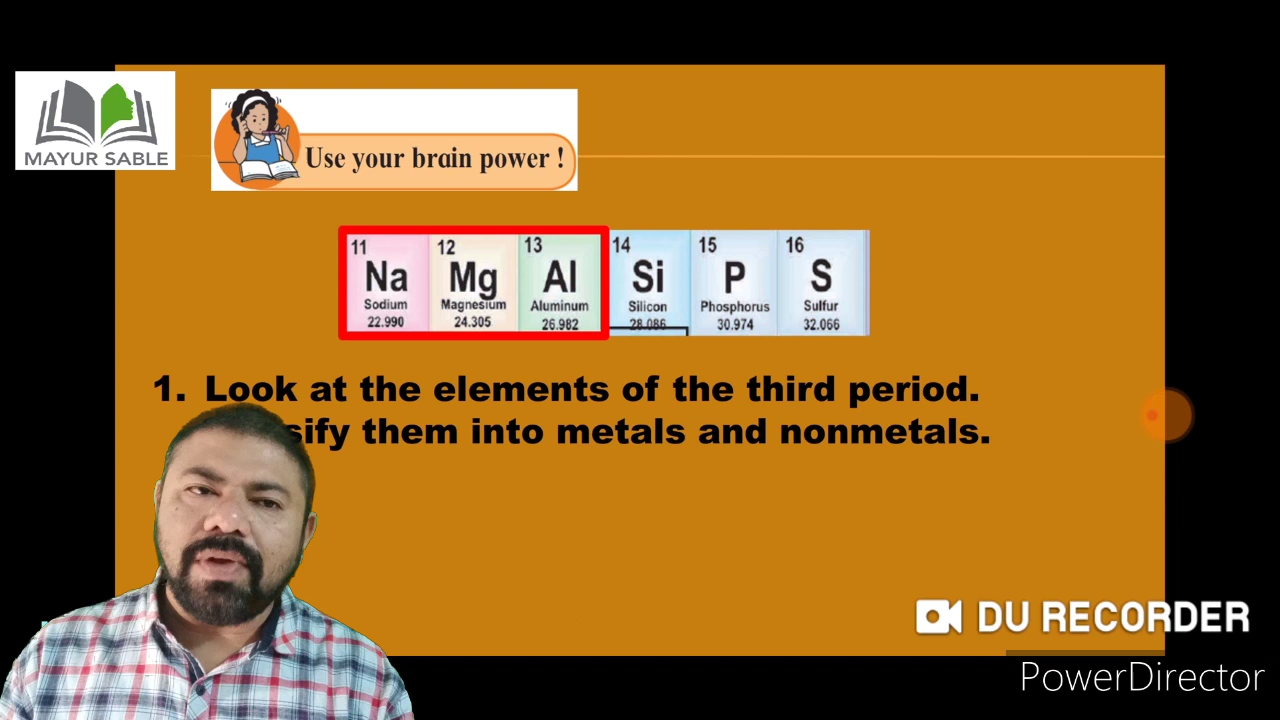 MAYUR SABLE
Use your brain power !
11 12 13 14 15 16
Na Mg Al Si P S
Sodium Magnesium Aluminum Silicon Phosphorus Sulfur
22.990 24.305 26.982 28.086 30.974 32.066
1. Look at the elements of the third period.
sify them into metals and nonmetals.
DU RECORDER
PowerDirector